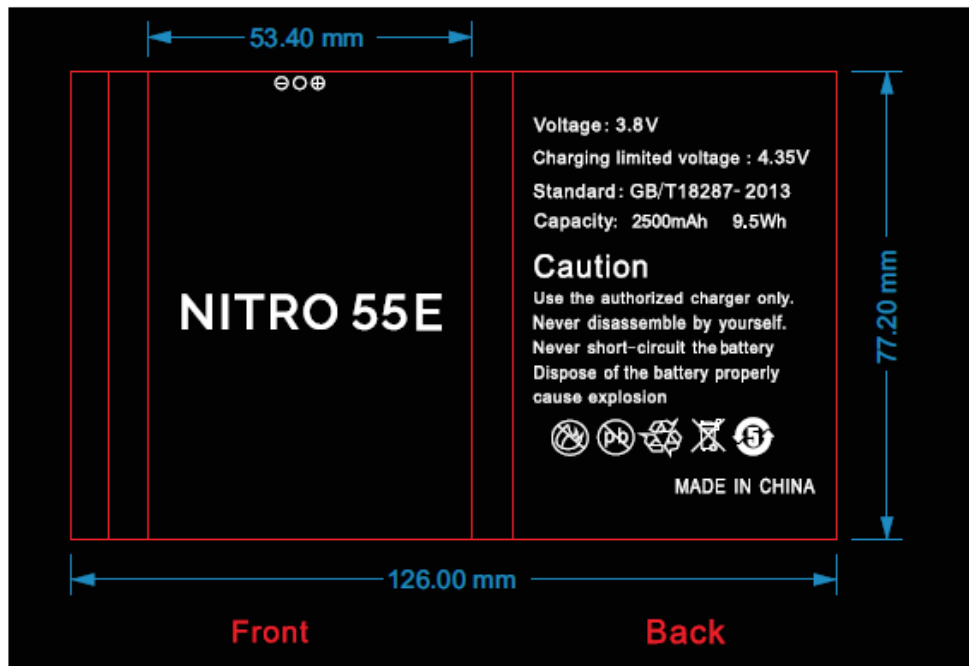 53.40 mm
NITRO 55E
Voltage: 3.8V
Charging limited voltage : 4.35V
Standard: GB/T18287- 2013
Capacity: 2500mAh 9.5Wh
Caution
Use the authorized charger only.
Never disassemble by yourself.
Never short-circuit the battery
Dispose of the battery properly
cause explosion
pb
5
MADE IN CHINA
77.20 mm
126.00 mm
Front
Back